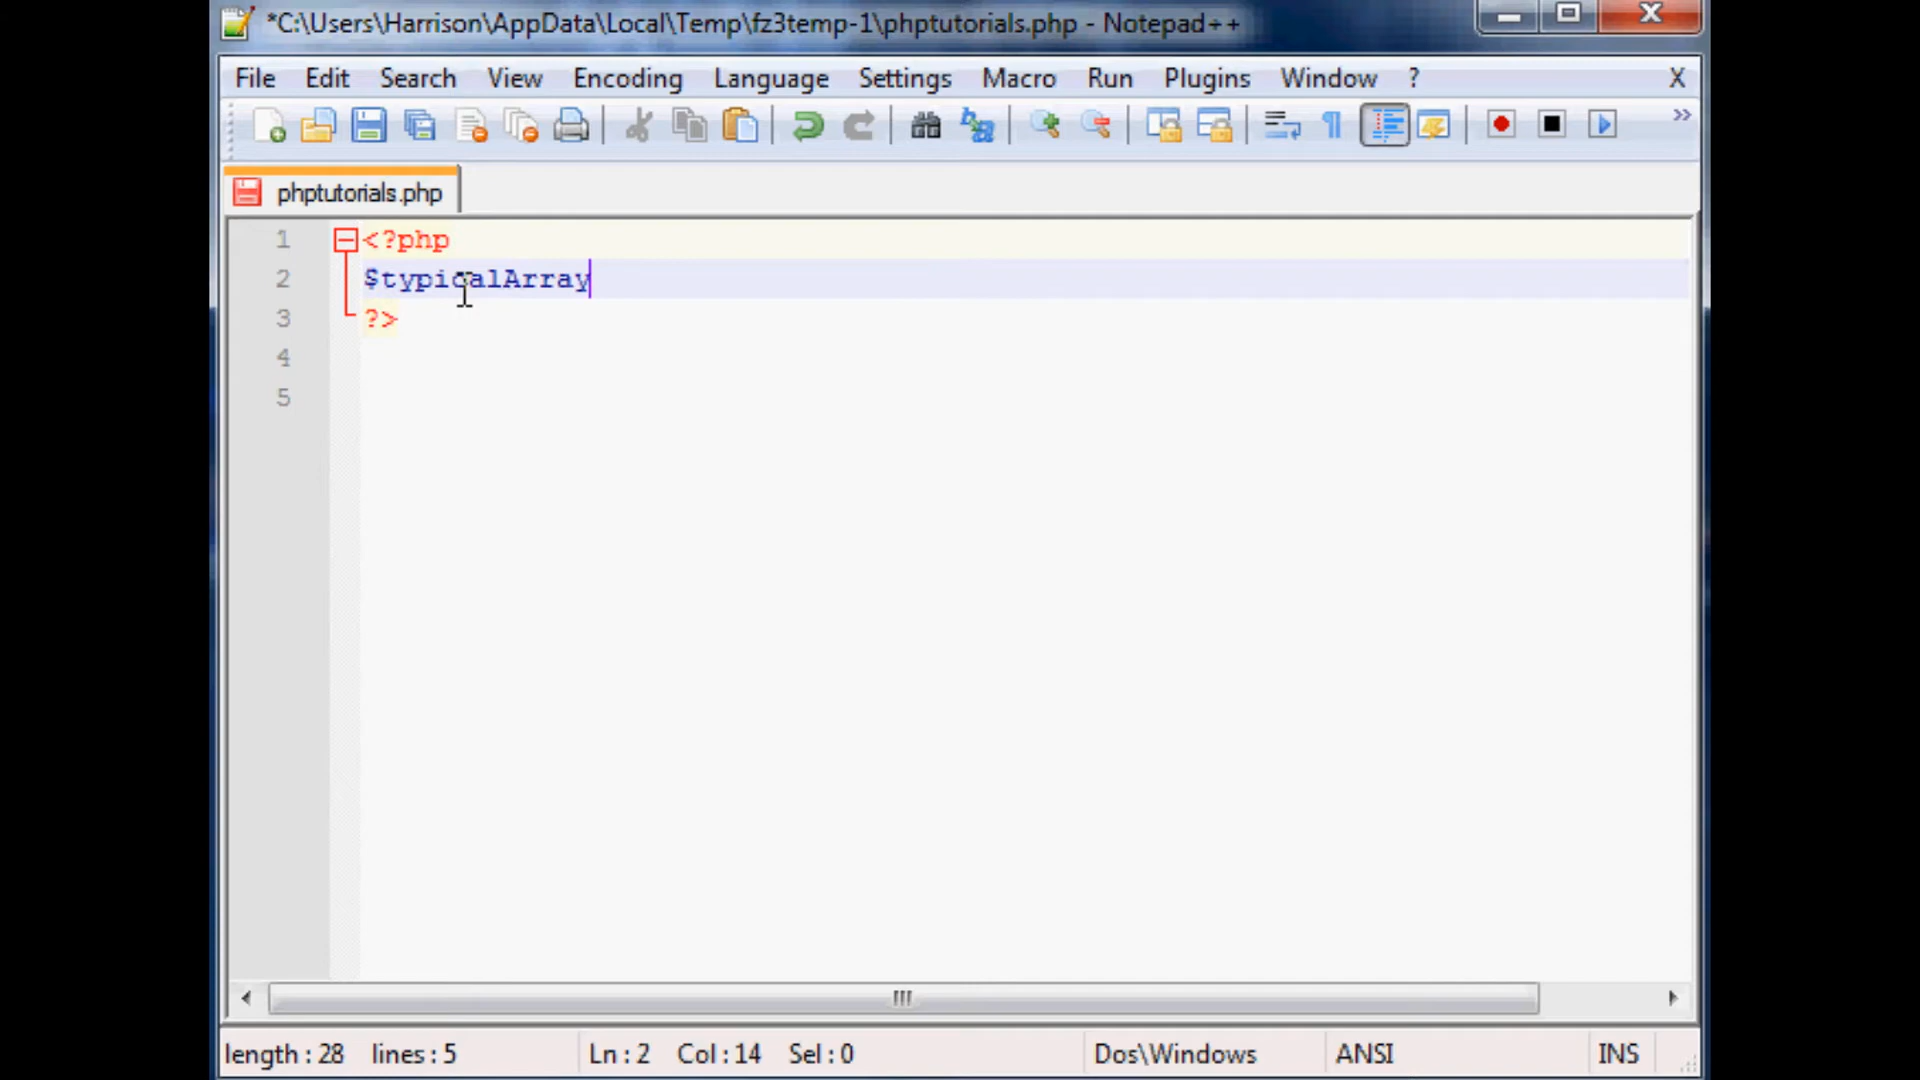 *C:\Users\Harrison\AppData\Local\Temp\fz3temp-1\phptutorials.php - Notepad++
File Edit Search View Encoding Language Settings Macro Run Plugins Window ? X
phptutorials.php
1 <?php
2 $typicalArray
3 ?>
4
5
length : 28 lines : 5 Ln : 2 Col : 14 Sel : 0 Dos\Windows ANSI INS